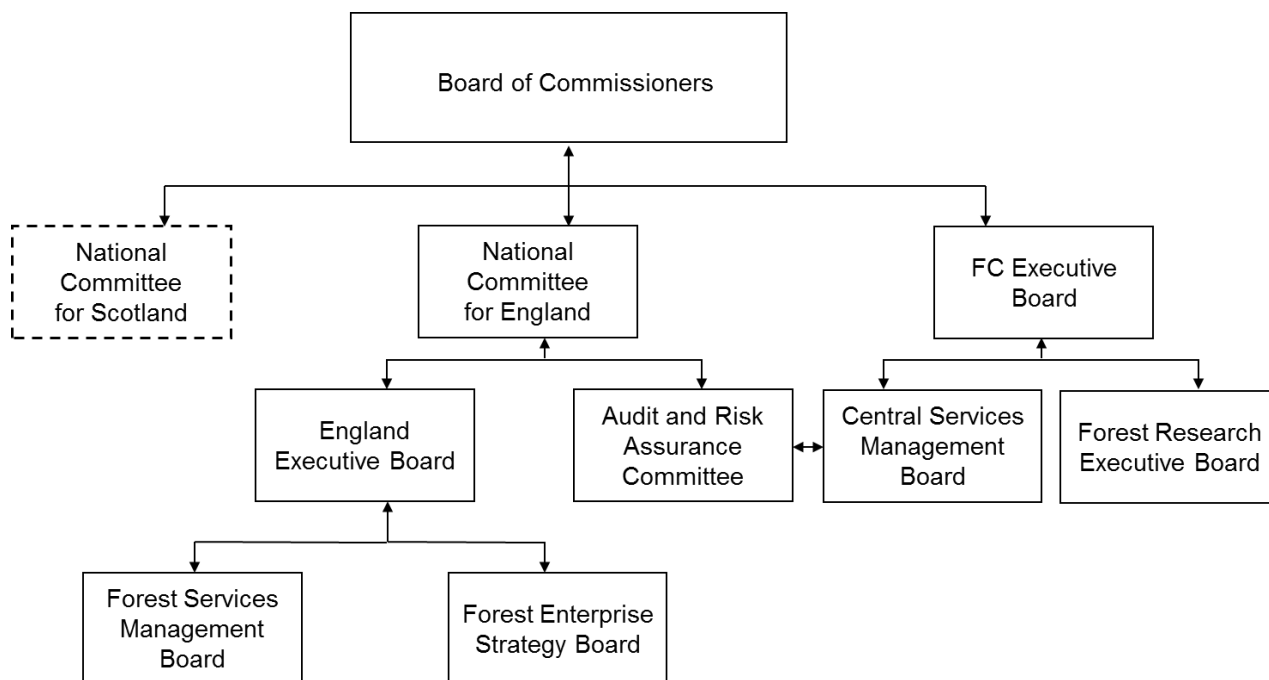 Board of Commissioners
National
Committee
for Scotland
National
Committee
for England
FC Executive
Board
England
Executive Board
Audit and Risk
Assurance
Committee
Central Services
Management
Board
Forest Research
Executive Board
Forest Services
Management
Board
Forest Enterprise
Strategy Board